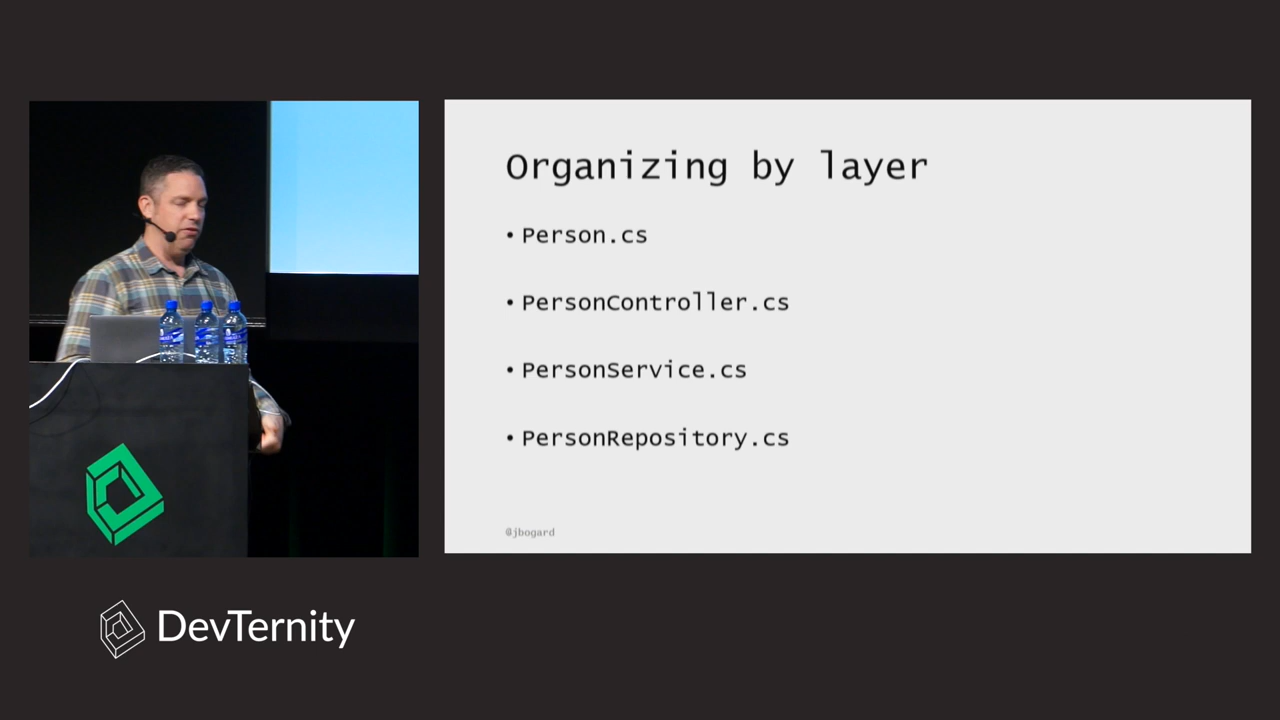 Organizing by layer
• Person.cs
• PersonController.cs
• PersonService.cs
• PersonRepository.cs
@jbogard
DevTernity